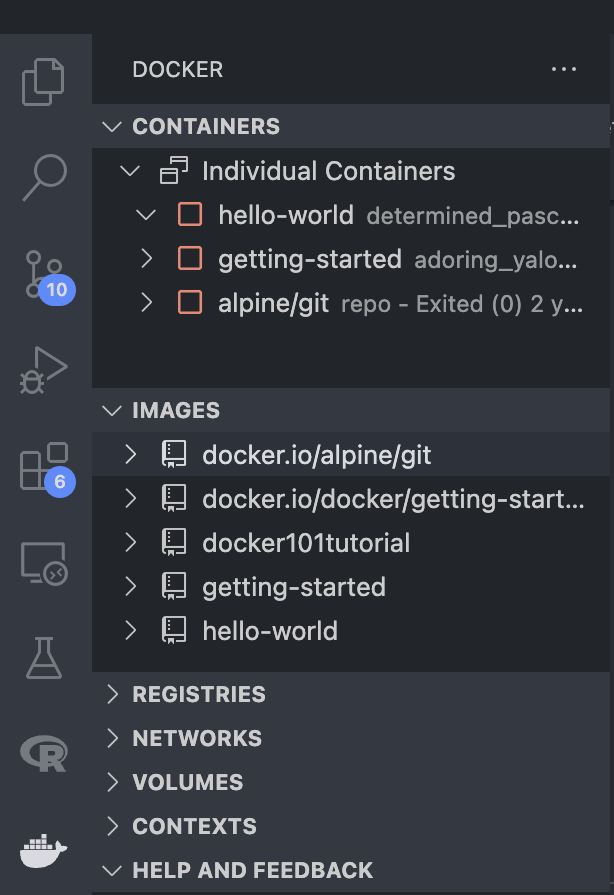 DOCKER
CONTAINERS
Individual Containers
hello-world determined_pasc...
getting-started adoring_yalo...
alpine/git repo - Exited (0) 2 y...
10
IMAGES
docker.io/alpine/git
6
docker.io/docker/getting-start...
docker101tutorial
getting-started
hello-world
REGISTRIES
NETWORKS
R
VOLUMES
CONTEXTS
HELP AND FEEDBACK